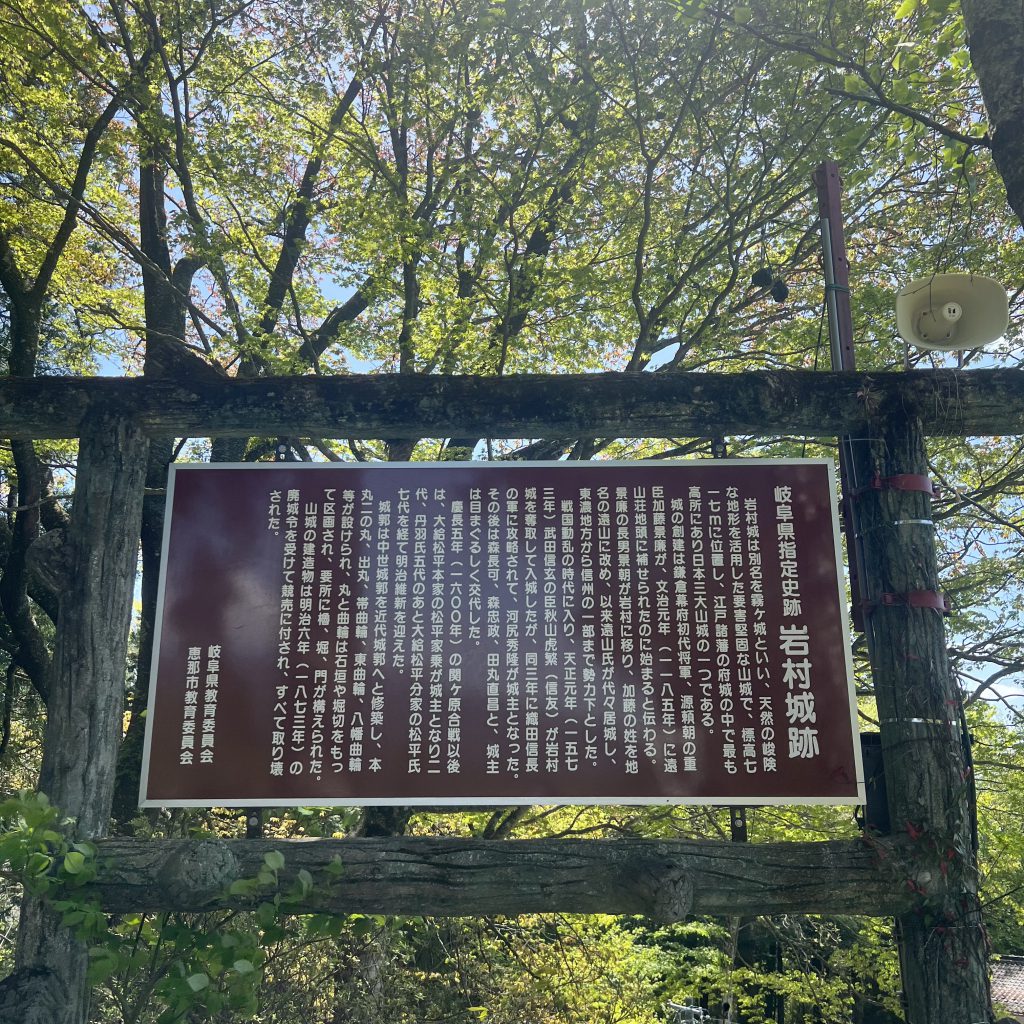 岐阜県指定史跡 岩村城跡
岩村城は別名を霧ケ城といい、天然の峻険
な地形を活用した要害堅固な山城で、標高七
一七mに位置し、江戸諸藩の府城の中で最も
高所にあり日本三大山城の一つである。
城の創建は鎌倉幕府初代将軍、源頼朝の重
臣加藤景廉が、文治元年（一一八五年）に遠
山荘地頭に補せられたのに始まると伝わる。
景廉の長男景朝が岩村に移り、加藤の姓を地
名の遠山に改め、以来遠山氏が代々居城し、
東濃地方から信州の一部まで勢力下とした。
戦国動乱の時代に入り、天正元年（一五七
三年）武田信玄の臣秋山虎繁（信友）が岩村
城を奪取して入城したが、同三年に織田信長
の軍に攻略されて、河尻秀隆が城主となった。
その後は森長可、森忠政、田丸直昌と、城主
は目まぐるしく交代した。
慶長五年（一六〇〇年）の関ケ原合戦以後
は、大給松平本家の松平家乗が城主となり二
代、丹羽氏五代のあと大給松平分家の松平氏
七代を経て明治維新を迎えた。
城郭は中世城郭を近代城郭へと修築し、本
丸二の丸、出丸、帯曲輪、東曲輪、八幡曲輪
等が設けられ、丸と曲輪は石垣や堀切をもっ
て区画され、要所に櫓、堀、門が構えられた。
山城の建造物は明治六年（一八七三年）の
廃城令を受けて競売に付され、すべて取り壊
された。
岐阜県教育委員会
恵那市教育委員会